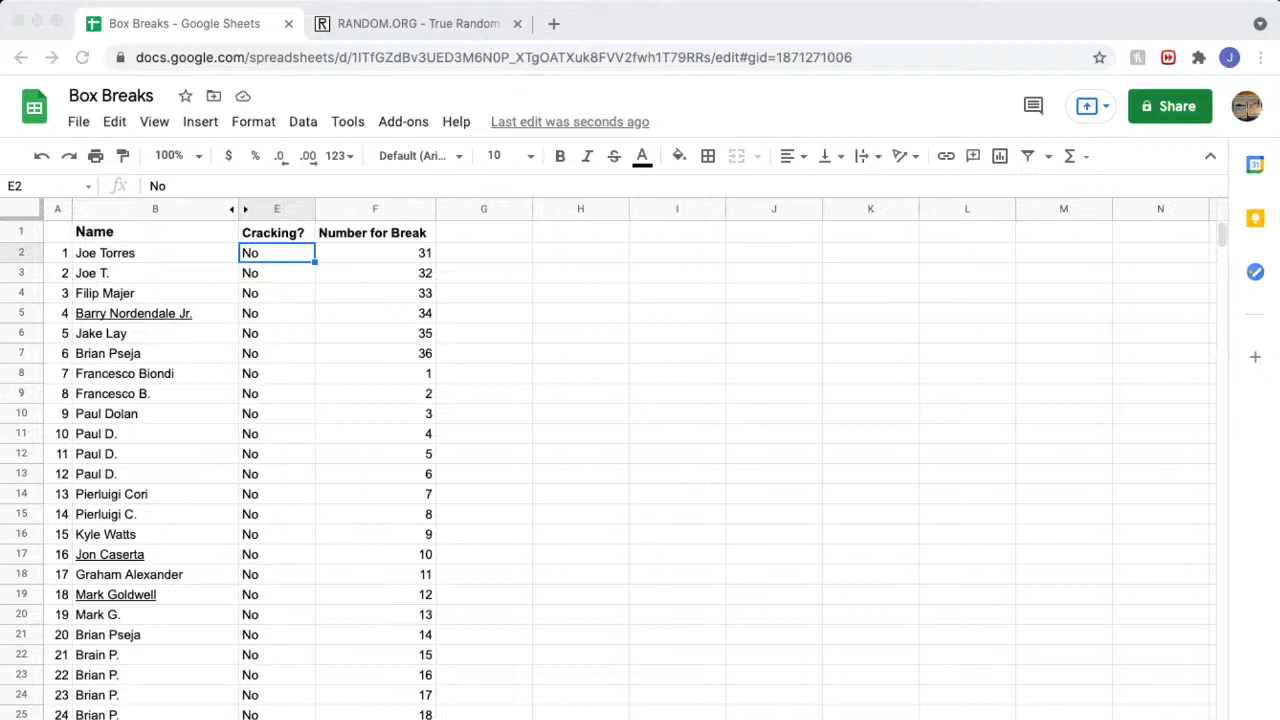 Box Breaks - Google Sheets
RANDOM.ORG - True Random
docs.google.com/spreadsheets/d/1ITfGZdBv3UED3M6N0P_XTgOATXuk8FVV2fwh1T79RRs/edit#gid=1871271006
J
Box Breaks
Share
File Edit View Insert Format Data Tools Add-ons Help Last edit was seconds ago
100% $ % .0 .00 123 Default (Ari... 10 B I S A
31
E2 fx No
A B E F G H I J K L M N
1 Name Cracking? Number for Break
2 1 Joe Torres No 31
3 2 Joe T. No 32
4 3 Filip Majer No 33
5 4 Barry Nordendale Jr. No 34
6 5 Jake Lay No 35
7 6 Brian Pseja No 36
8 7 Francesco Biondi No 1
9 8 Francesco B. No 2
10 9 Paul Dolan No 3
11 10 Paul D. No 4
12 11 Paul D. No 5
13 12 Paul D. No 6
14 13 Pierluigi Cori No 7
15 14 Pierluigi C. No 8
16 15 Kyle Watts No 9
17 16 Jon Caserta No 10
18 17 Graham Alexander No 11
19 18 Mark Goldwell No 12
20 19 Mark G. No 13
21 20 Brian Pseja No 14
22 21 Brain P. No 15
23 22 Brian P. No 16
24 23 Brian P. No 17
25 24 Brian P. No 18